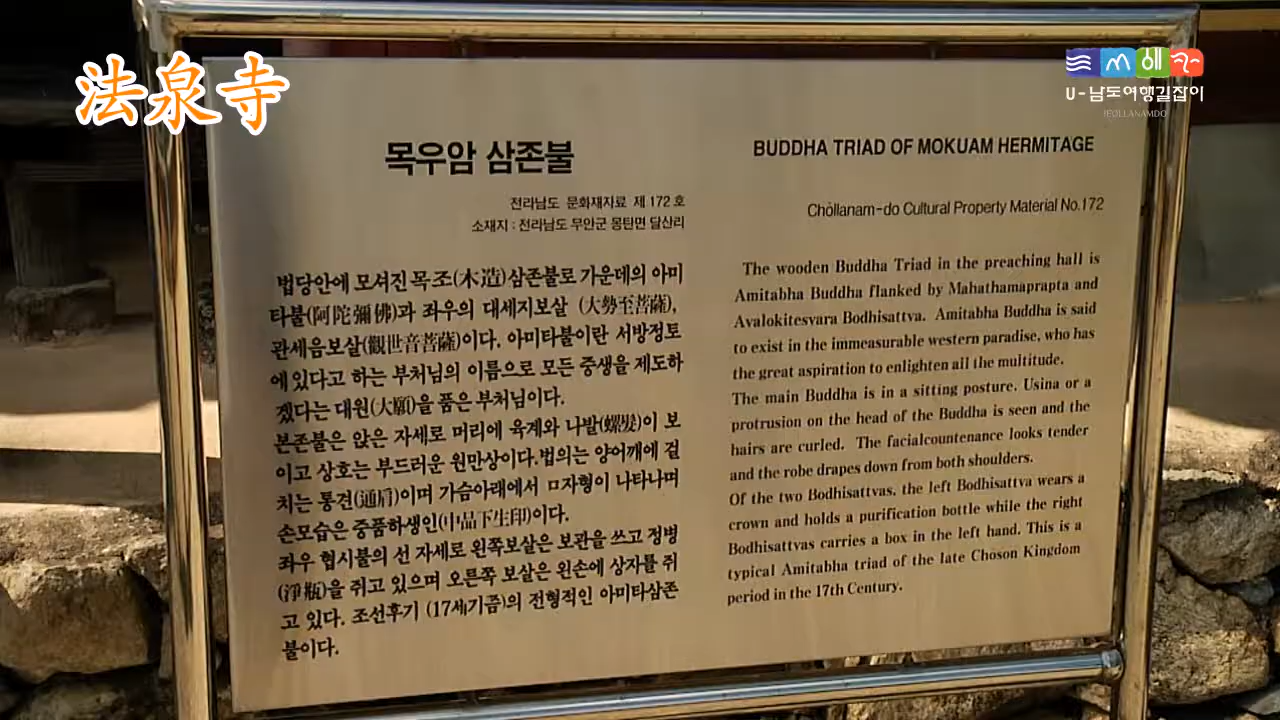 法泉寺
U-남도여행길잡이
JEOLLANAMDO
목우암 삼존불
전라남도 문화재자료 제 172 호
소재지 : 전라남도 무안군 몽탄면 달산리
법당안에 모셔진 목조(木造)삼존불로 가운데의 아미
타불(阿陀彌佛)과 좌우의 대세지보살 (大勢至菩薩),
관세음보살(觀世音菩薩)이다. 아미타불이란 서방정토
에 있다고 하는 부처님의 이름으로 모든 중생을 제도하
겠다는 대원(大願)을 품은 부처님이다.
본존불은 앉은 자세로 머리에 육계와 나발(螺髮)이 보
이고 상호는 부드러운 원만상이다.법의는 양어깨에 걸
치는 통견(通肩)이며 가슴아래에서 ㅁ자형이 나타나며
손모습은 중품하생인(中品下生印)이다.
좌우 협시불의 선 자세로 왼쪽보살은 보관을 쓰고 정병
(淨甁)을 쥐고 있으며 오른쪽 보살은 왼손에 상자를 쥐
고 있다. 조선후기 (17세기쯤)의 전형적인 아미타삼존
불이다.
BUDDHA TRIAD OF MOKUAM HERMITAGE
Chŏllanam-do Cultural Property Material No.172
The wooden Buddha Triad in the preaching hall is
Amitabha Buddha flanked by Mahathamaprapta and
Avalokitesvara Bodhisattva. Amitabha Buddha is said
to exist in the immeasurable western paradise, who has
the great aspiration to enlighten all the multitude.
The main Buddha is in a sitting posture. Usina or a
protrusion on the head of the Buddha is seen and the
hairs are curled. The facialcountenance looks tender
and the robe drapes down from both shoulders.
Of the two Bodhisattvas, the left Bodhisattva wears a
crown and holds a purification bottle while the right
Bodhisattvas carries a box in the left hand. This is a
typical Amitabha triad of the late Choson Kingdom
period in the 17th Century.